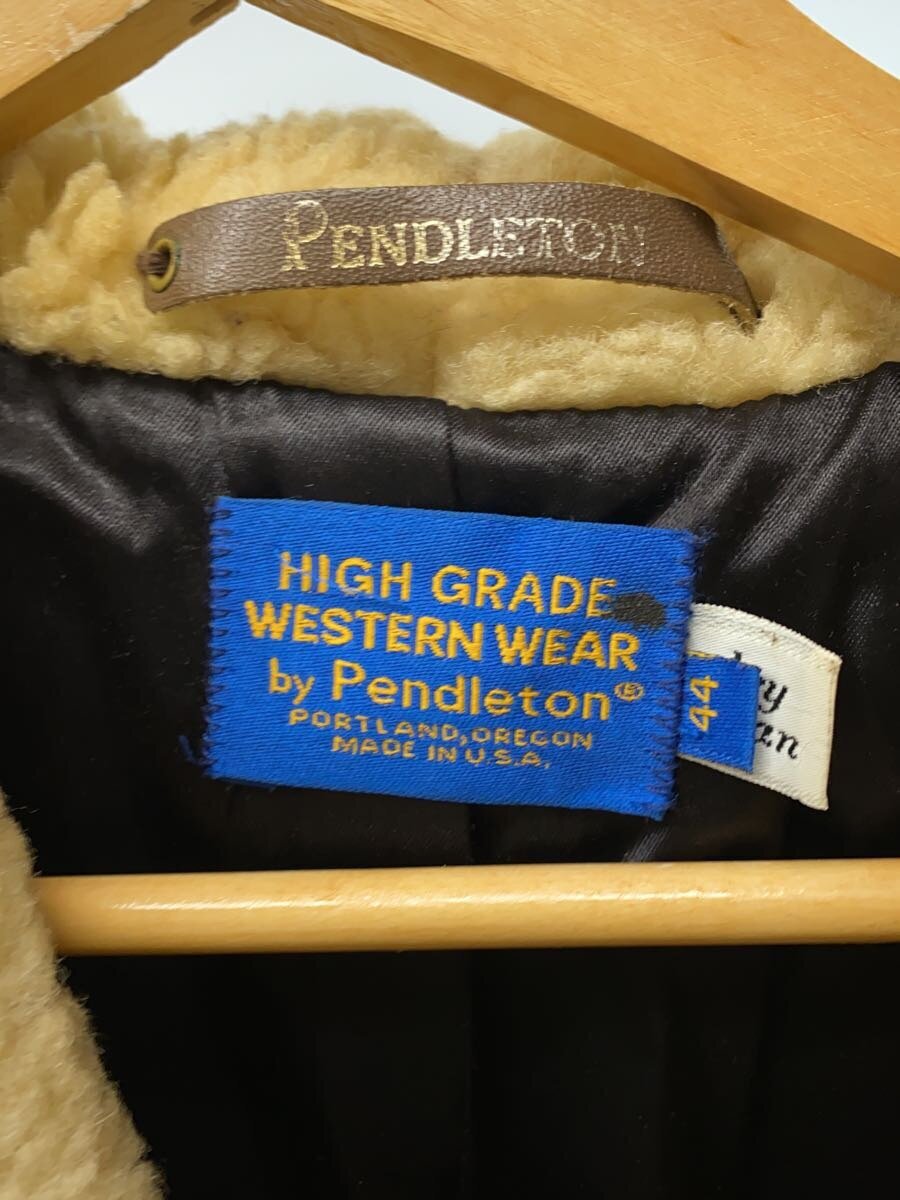 PENDLETON
HIGH GRADE
WESTERN WEAR
by Pendleton®
PORTLAND, OREGON
MADE IN U.S.A.
44